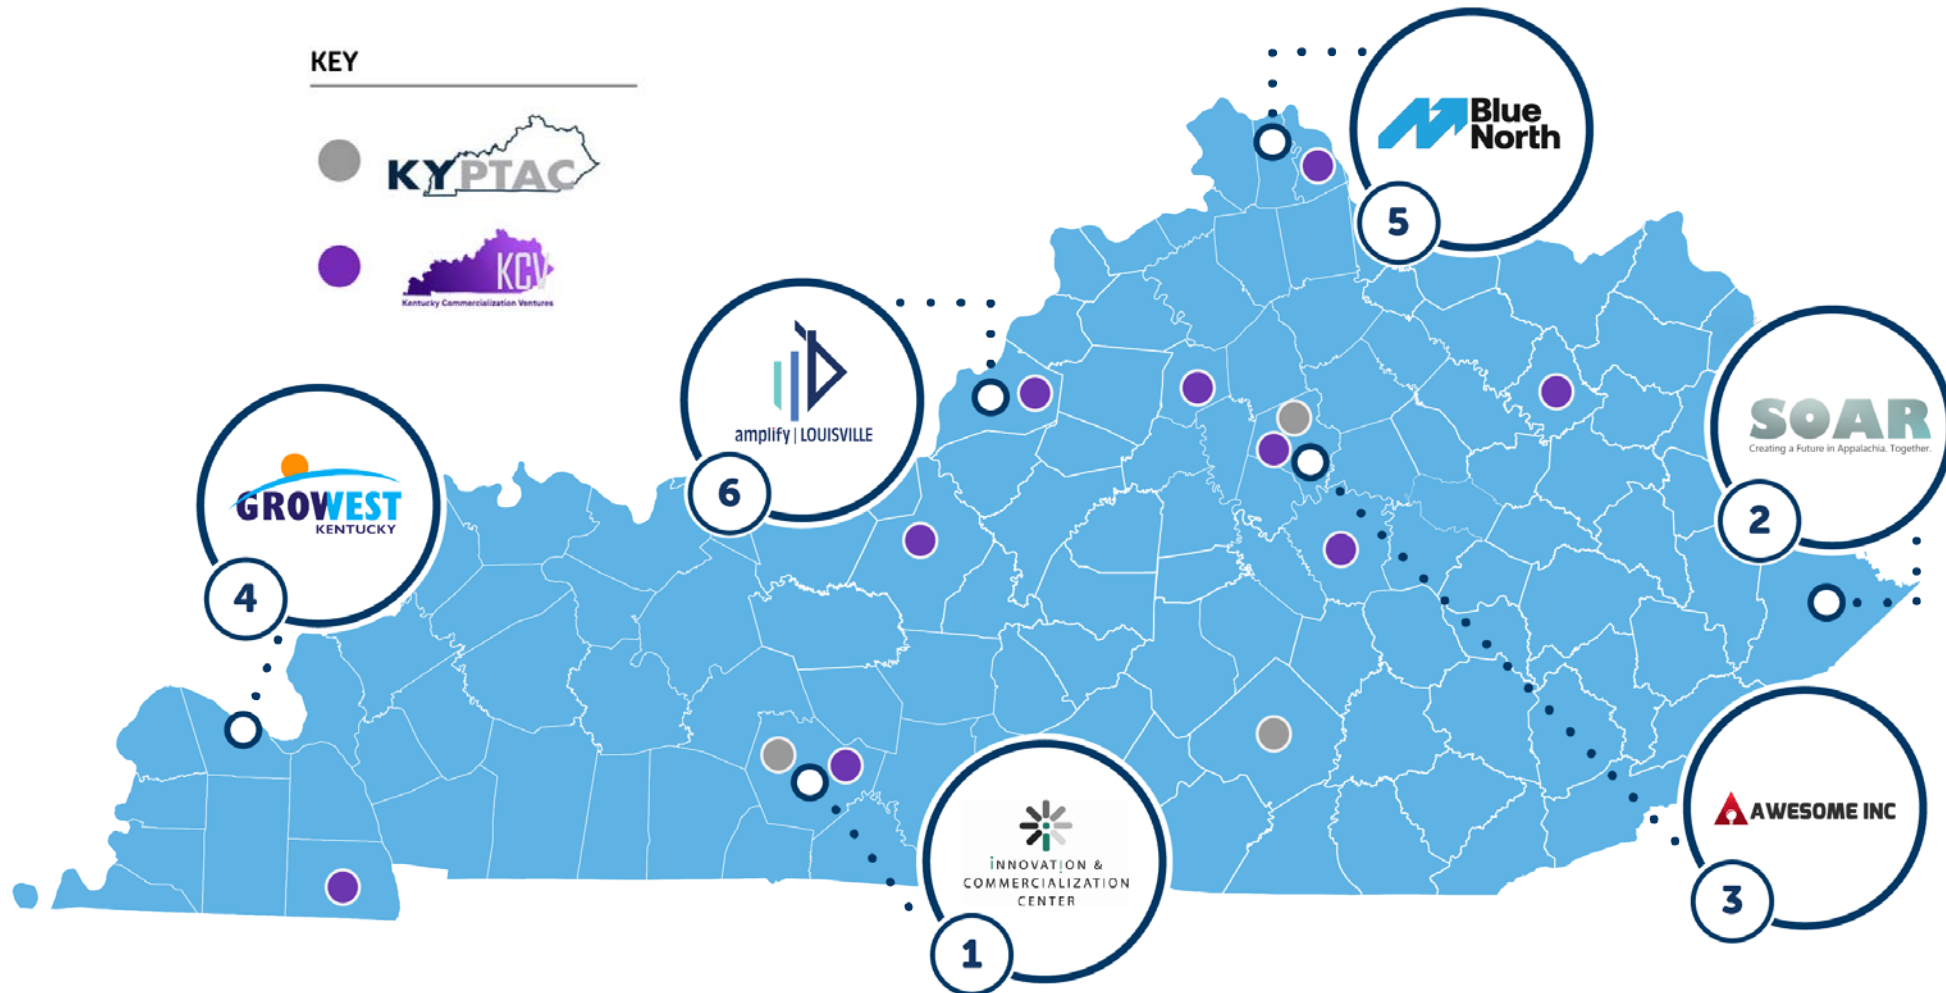 KEY
KYPTAC
KCV
Kentucky Commercialization Ventures
Blue
North
5
amplify | LOUISVILLE
6
SOAR
Creating a Future in Appalachia. Together.
2
GROWEST
KENTUCKY
4
INNOVATION &
COMMERCIALIZATION
CENTER
1
AWESOME INC
3